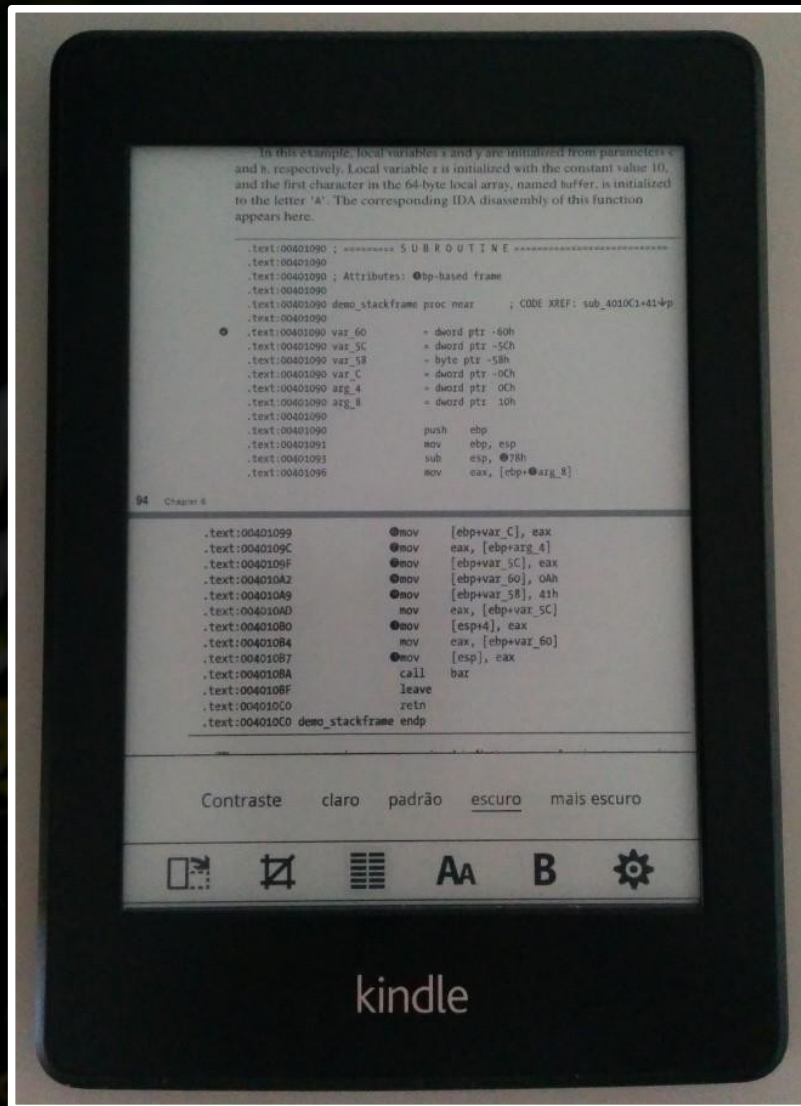 In this example, local variables x and y are initialized from parameters c
and b, respectively. Local variable z is initialized with the constant value 10,
and the first character in the 64-byte local array, named buffer, is initialized
to the letter 'A'. The corresponding IDA disassembly of this function
appears here.
.text:00401090 ; ========= S U B R O U T I N E ===========================
.text:00401090
.text:00401090 ; Attributes: ❶bp-based frame
.text:00401090
.text:00401090 demo_stackframe proc near ; CODE XREF: sub_4010C1+41↓p
.text:00401090
.text:00401090 var_60 = dword ptr -60h
.text:00401090 var_5C = dword ptr -5Ch
.text:00401090 var_58 = byte ptr -58h
.text:00401090 var_C = dword ptr -0Ch
.text:00401090 arg_4 = dword ptr 0Ch
.text:00401090 arg_8 = dword ptr 10h
.text:00401090
.text:00401090 push ebp
.text:00401091 mov ebp, esp
.text:00401093 sub esp, 78h
.text:00401096 mov eax, [ebp+arg_8]
94 Chapter 6
.text:00401099 mov [ebp+var_C], eax
.text:0040109C mov eax, [ebp+arg_4]
.text:0040109F mov [ebp+var_5C], eax
.text:004010A2 mov [ebp+var_60], 0Ah
.text:004010A9 mov [ebp+var_58], 41h
.text:004010AD mov eax, [ebp+var_5C]
.text:004010B0 mov [esp+4], eax
.text:004010B4 mov eax, [ebp+var_60]
.text:004010B7 mov [esp], eax
.text:004010BA call bar
.text:004010BF leave
.text:004010C0 retn
.text:004010C0 demo_stackframe endp
Contraste claro padrão escuro mais escuro
AA B
kindle